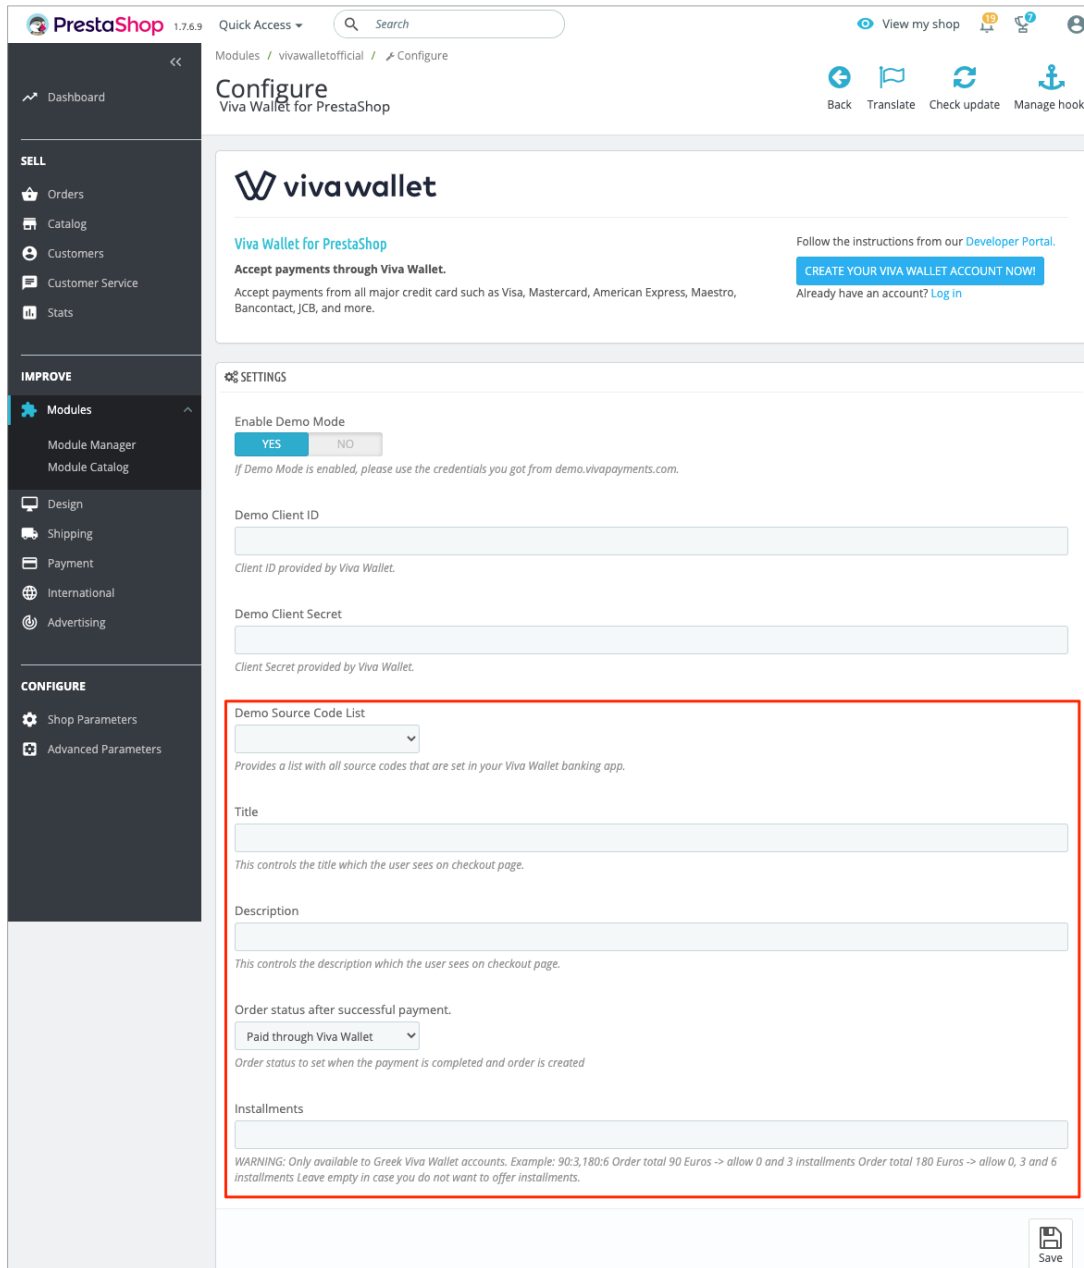 PrestaShop 1.7.6.9 Quick Access Search View my shop 19 7
Modules / vivawalletofficial / Configure
Configure
Viva Wallet for PrestaShop
Back Translate Check update Manage hook
Dashboard
SELL
Orders
Catalog
Customers
Customer Service
Stats
IMPROVE
Modules
Module Manager
Module Catalog
Design
Shipping
Payment
International
Advertising
CONFIGURE
Shop Parameters
Advanced Parameters
vivawallet
Viva Wallet for PrestaShop
Accept payments through Viva Wallet.
Accept payments from all major credit card such as Visa, Mastercard, American Express, Maestro,
Bancontact, JCB, and more.
Follow the instructions from our Developer Portal.
CREATE YOUR VIVA WALLET ACCOUNT NOW!
Already have an account? Log in
SETTINGS
Enable Demo Mode
YES NO
If Demo Mode is enabled, please use the credentials you got from demo.vivapayments.com.
Demo Client ID
Client ID provided by Viva Wallet.
Demo Client Secret
Client Secret provided by Viva Wallet.
Demo Source Code List
Provides a list with all source codes that are set in your Viva Wallet banking app.
Title
This controls the title which the user sees on checkout page.
Description
This controls the description which the user sees on checkout page.
Order status after successful payment.
Paid through Viva Wallet
Order status to set when the payment is completed and order is created
Installments
WARNING: Only available to Greek Viva Wallet accounts. Example: 90:3,180:6 Order total 90 Euros -> allow 0 and 3 installments Order total 180 Euros -> allow 0, 3 and 6
installments Leave empty in case you do not want to offer installments.
Save